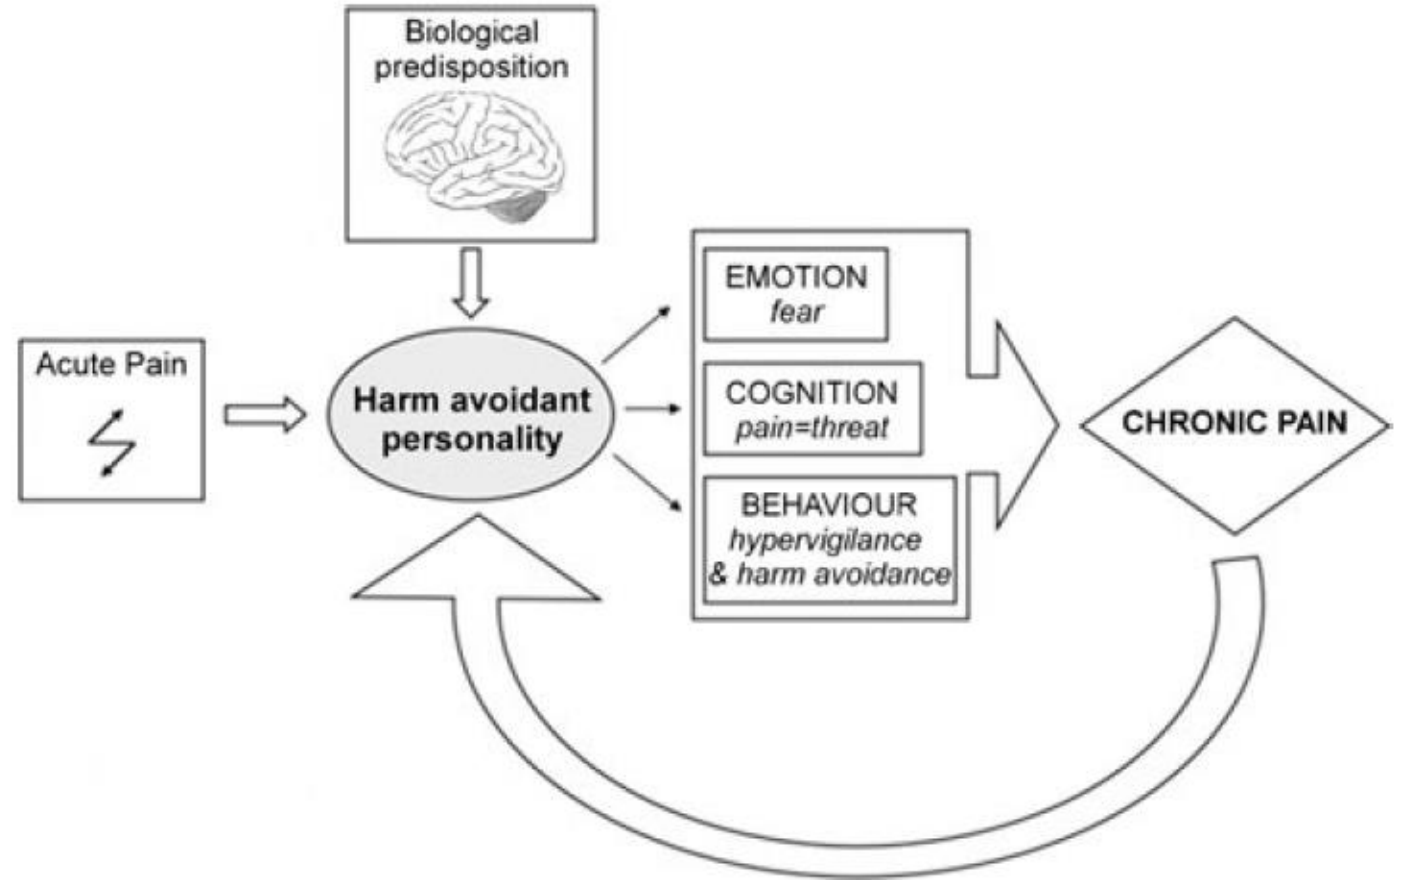 Biological
predisposition
Acute Pain
Harm avoidant
personality
EMOTION
fear
COGNITION
pain=threat
BEHAVIOUR
hypervigilance
& harm avoidance
CHRONIC PAIN